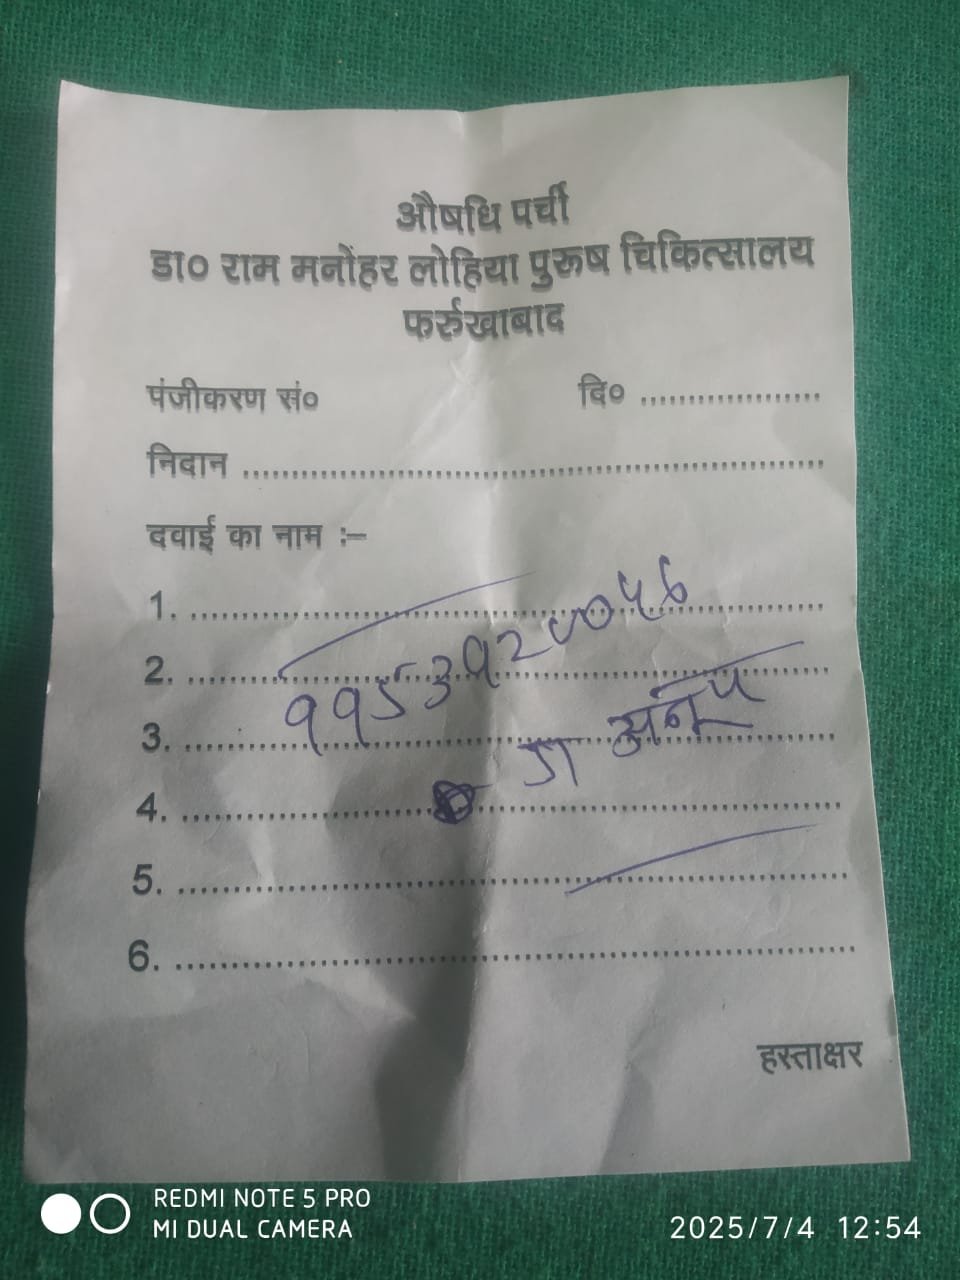 औषधि पर्ची
डा० राम मनोंहर लोहिया पुरूष चिकित्सालय
फर्रुखाबाद
पंजीकरण सं० दि० ....................
निदान ................................................................
दवाई का नाम :–
1. ................................................................
2. ................................................................
3. ................................................................
डा अनूप
4. ................................................................
5. ................................................................
6. ................................................................
हस्ताक्षर
REDMI NOTE 5 PRO
MI DUAL CAMERA
2025/7/4 12:54